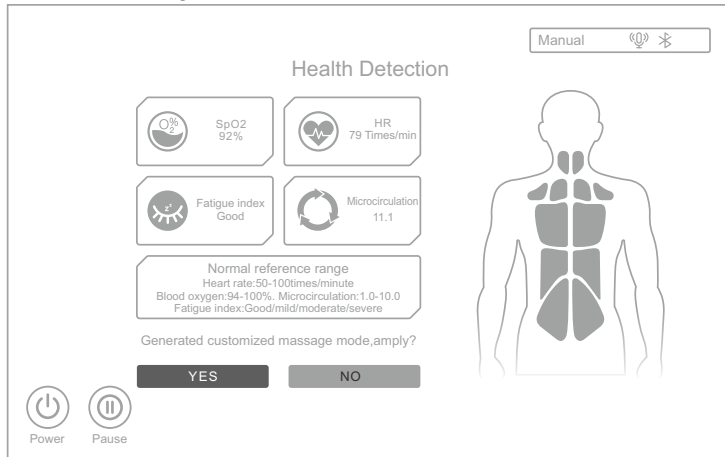 Manual
Health Detection
O2%
SpO2
92%
HR
79 Times/min
zz
Fatigue index
Good
Microcirculation
11.1
Normal reference range
Heart rate:50-100times/minute
Blood oxygen:94-100%. Microcirculation:1.0-10.0
Fatigue index:Good/mild/moderate/severe
Generated customized massage mode,amply?
YES
NO
Power
Pause